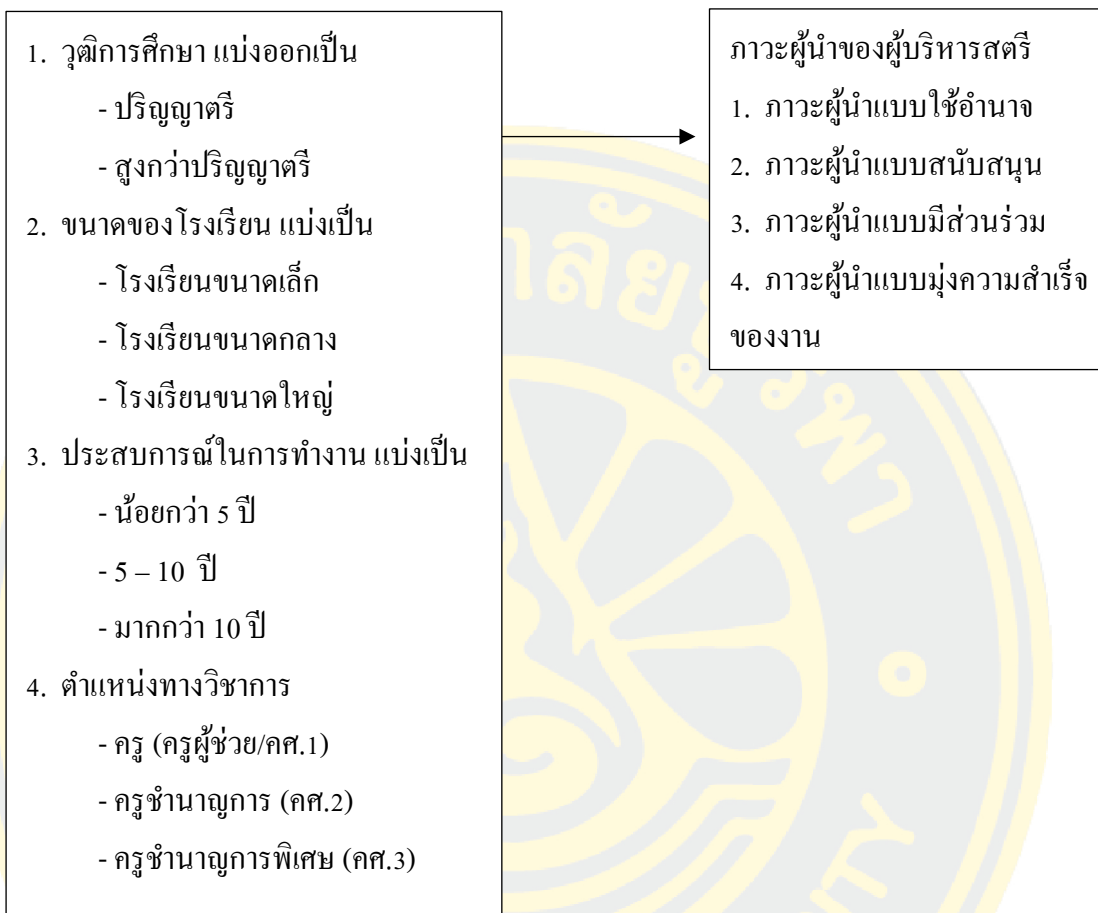 1. วุฒิการศึกษา แบ่งออกเป็น
- ปริญญาตรี
- สูงกว่าปริญญาตรี
2. ขนาดของโรงเรียน แบ่งเป็น
- โรงเรียนขนาดเล็ก
- โรงเรียนขนาดกลาง
- โรงเรียนขนาดใหญ่
3. ประสบการณ์ในการทำงาน แบ่งเป็น
- น้อยกว่า 5 ปี
- 5 – 10 ปี
- มากกว่า 10 ปี
4. ตำแหน่งทางวิชาการ
- ครู (ครูผู้ช่วย/คศ.1)
- ครูชำนาญการ (คศ.2)
- ครูชำนาญการพิเศษ (คศ.3)
ภาวะผู้นำของผู้บริหารสตรี
1. ภาวะผู้นำแบบใช้อำนาจ
2. ภาวะผู้นำแบบสนับสนุน
3. ภาวะผู้นำแบบมีส่วนร่วม
4. ภาวะผู้นำแบบมุ่งความสำเร็จ
ของงาน